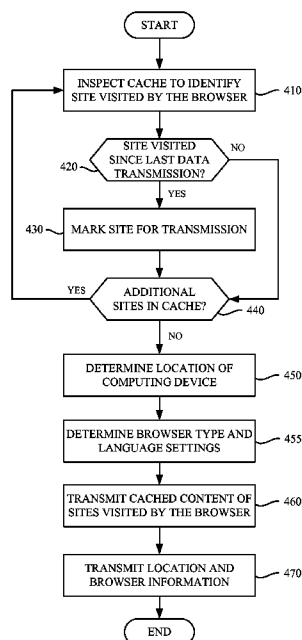 START
INSPECT CACHE TO IDENTIFY
SITE VISITED BY THE BROWSER
410
SITE VISITED
SINCE LAST DATA
TRANSMISSION?
NO
420
YES
430
MARK SITE FOR TRANSMISSION
YES
ADDITIONAL
SITES IN CACHE?
440
NO
DETERMINE LOCATION OF
COMPUTING DEVICE
450
DETERMINE BROWSER TYPE AND
LANGUAGE SETTINGS
455
TRANSMIT CACHED CONTENT OF
SITES VISITED BY THE BROWSER
460
TRANSMIT LOCATION AND
BROWSER INFORMATION
470
END